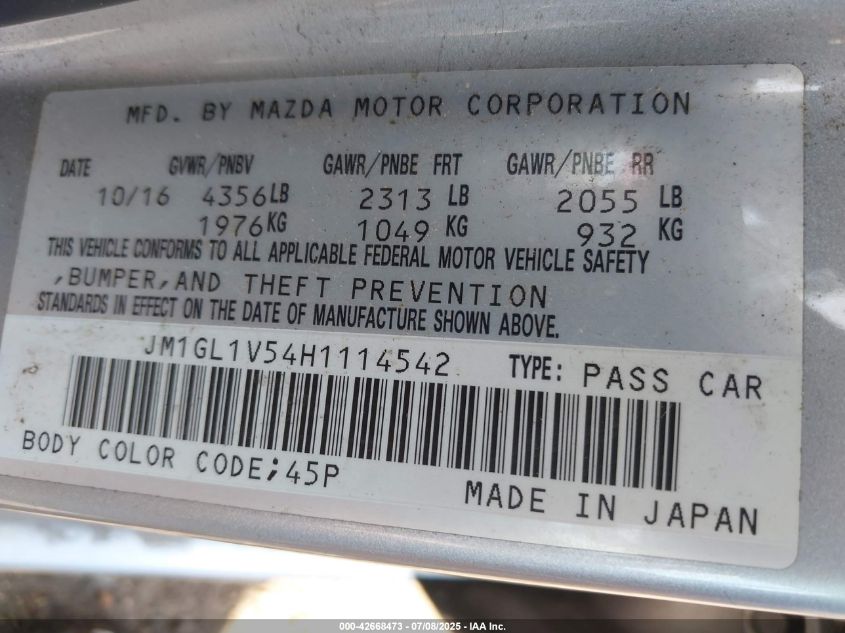 MFD. BY MAZDA MOTOR CORPORATION
DATE GVWR/PNBV GAWR/PNBE FRT GAWR/PNBE RR
10/16 4356LB 2313 LB 2055 LB
1976KG 1049 KG 932 KG
THIS VEHICLE CONFORMS TO ALL APPLICABLE FEDERAL MOTOR VEHICLE SAFETY
,BUMPER,AND THEFT PREVENTION
STANDARDS IN EFFECT ON THE DATE OF MANUFACTURE SHOWN ABOVE.
JM1GL1V54H1114542 TYPE: PASS CAR
BODY COLOR CODE;45P
MADE IN JAPAN
000-42668473 - 07/08/2025 - IAA Inc.